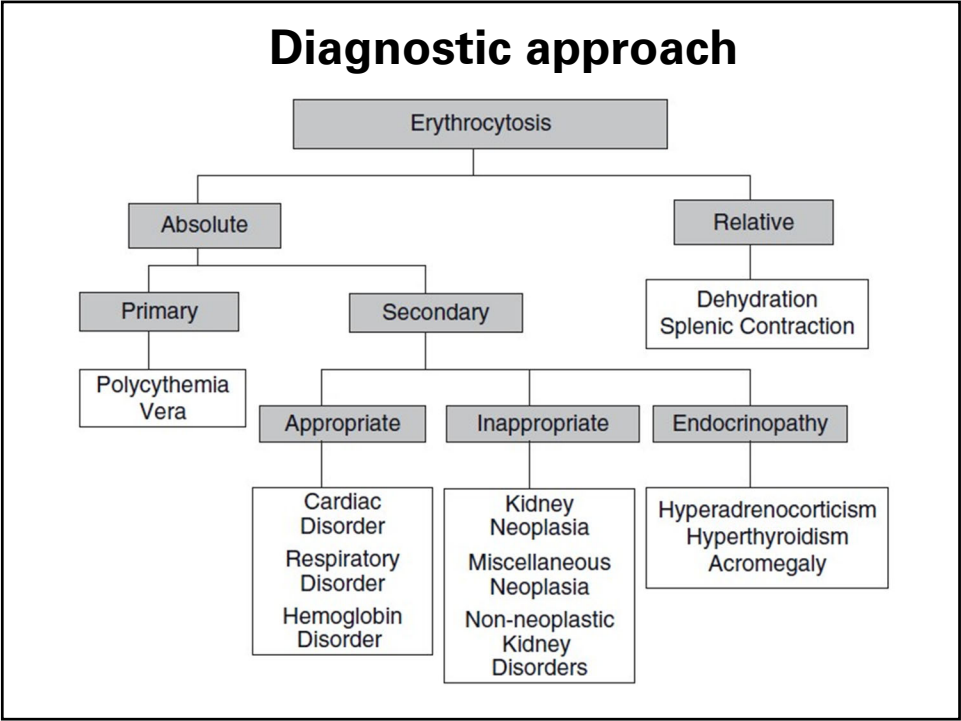 Diagnostic approach
Erythrocytosis
Absolute
Relative
Primary
Secondary
Dehydration
Splenic Contraction
Polycythemia
Vera
Appropriate
Inappropriate
Endocrinopathy
Cardiac
Disorder
Respiratory
Disorder
Hemoglobin
Disorder
Kidney
Neoplasia
Miscellaneous
Neoplasia
Non-neoplastic
Kidney
Disorders
Hyperadrenocorticism
Hyperthyroidism
Acromegaly